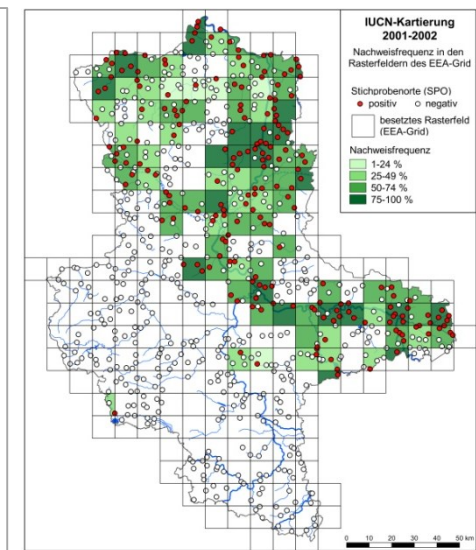 IUCN-Kartierung
2001-2002
Nachweisfrequenz in den
Rasterfeldern des EEA-Grid
Stichprobenorte (SPO)
positiv negativ
besetztes Rasterfeld
(EEA-Grid)
Nachweisfrequenz
1-24 %
25-49 %
50-74 %
75-100 %
0 10 20 30 40 50 km